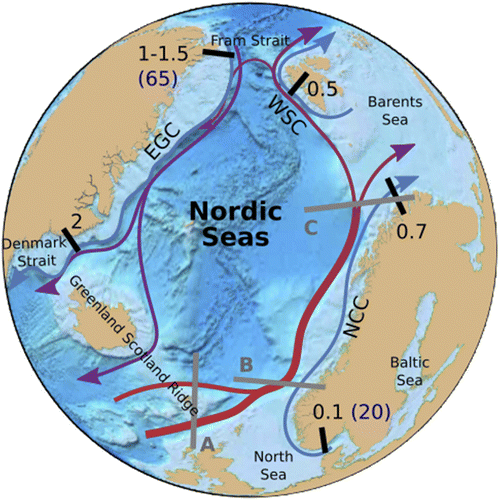 Fram Strait
1-1.5
(65)
0.5
WSC
Barents
Sea
EGC
Nordic
Seas
C
2
0.7
Denmark
Strait
Greenland Scotland Ridge
NCC
B
Baltic
Sea
0.1 (20)
A
North
Sea